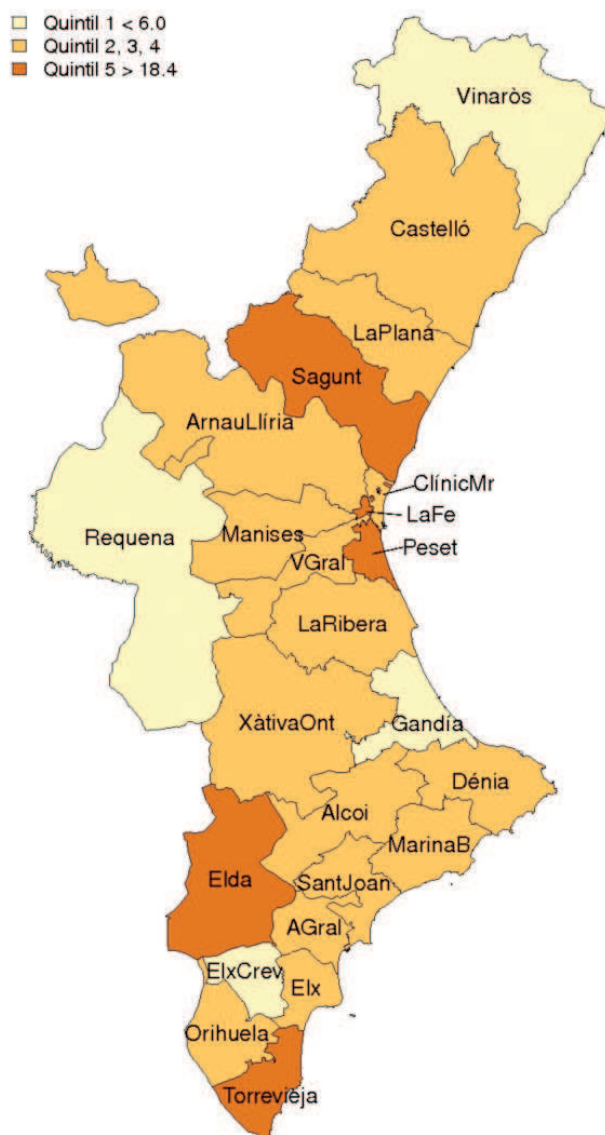 Quintil 1 < 6.0
Quintil 2, 3, 4
Quintil 5 > 18.4
Vinaròs
Castelló
LaPlana
Sagunt
ArnauLlíria
ClínicMr
LaFe
Requena
Manises
Peset
VGral
LaRibera
XàtivaOnt
Gandía
Dénia
Alcoi
MarinaB
Elda
SantJoan
AGral
ElxCrev
Elx
Orihuela
Torrevieja